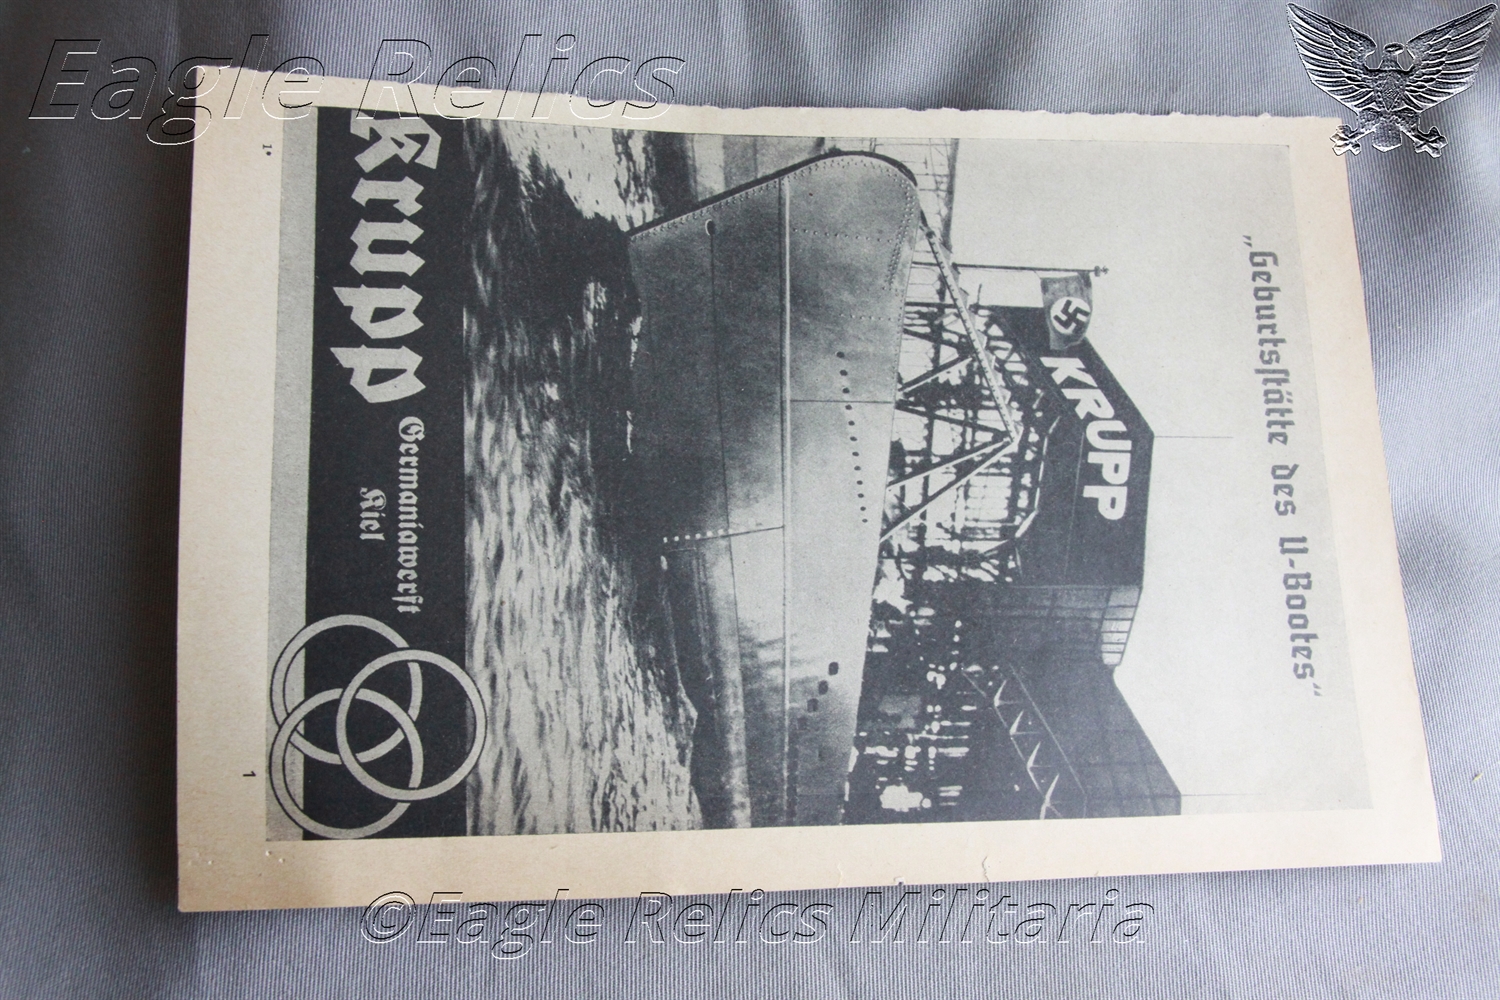 Eagle Relics
„Geburtsstätte des U-Bootes"
KRUPP
Krupp
Germaniawerft
Kiel
1*
1
©Eagle Relics Militaria